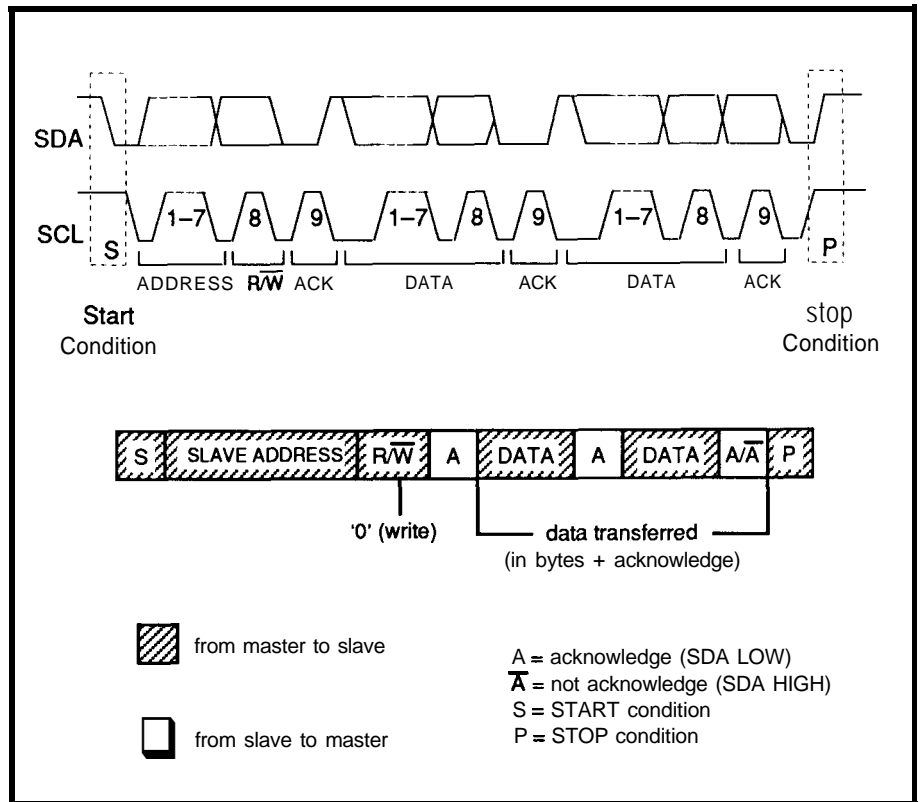 SDA
SCL
S 1–7 8 9 1–7 8 9 1–7 8 9 P
ADDRESS R/W̅ ACK DATA ACK DATA ACK
Start
Condition
stop
Condition
S SLAVE ADDRESS R/W̅ A DATA A DATA A/A̅ P
'0' (write)
data transferred
(in bytes + acknowledge)
from master to slave
from slave to master
A = acknowledge (SDA LOW)
A̅ = not acknowledge (SDA HIGH)
S = START condition
P = STOP condition